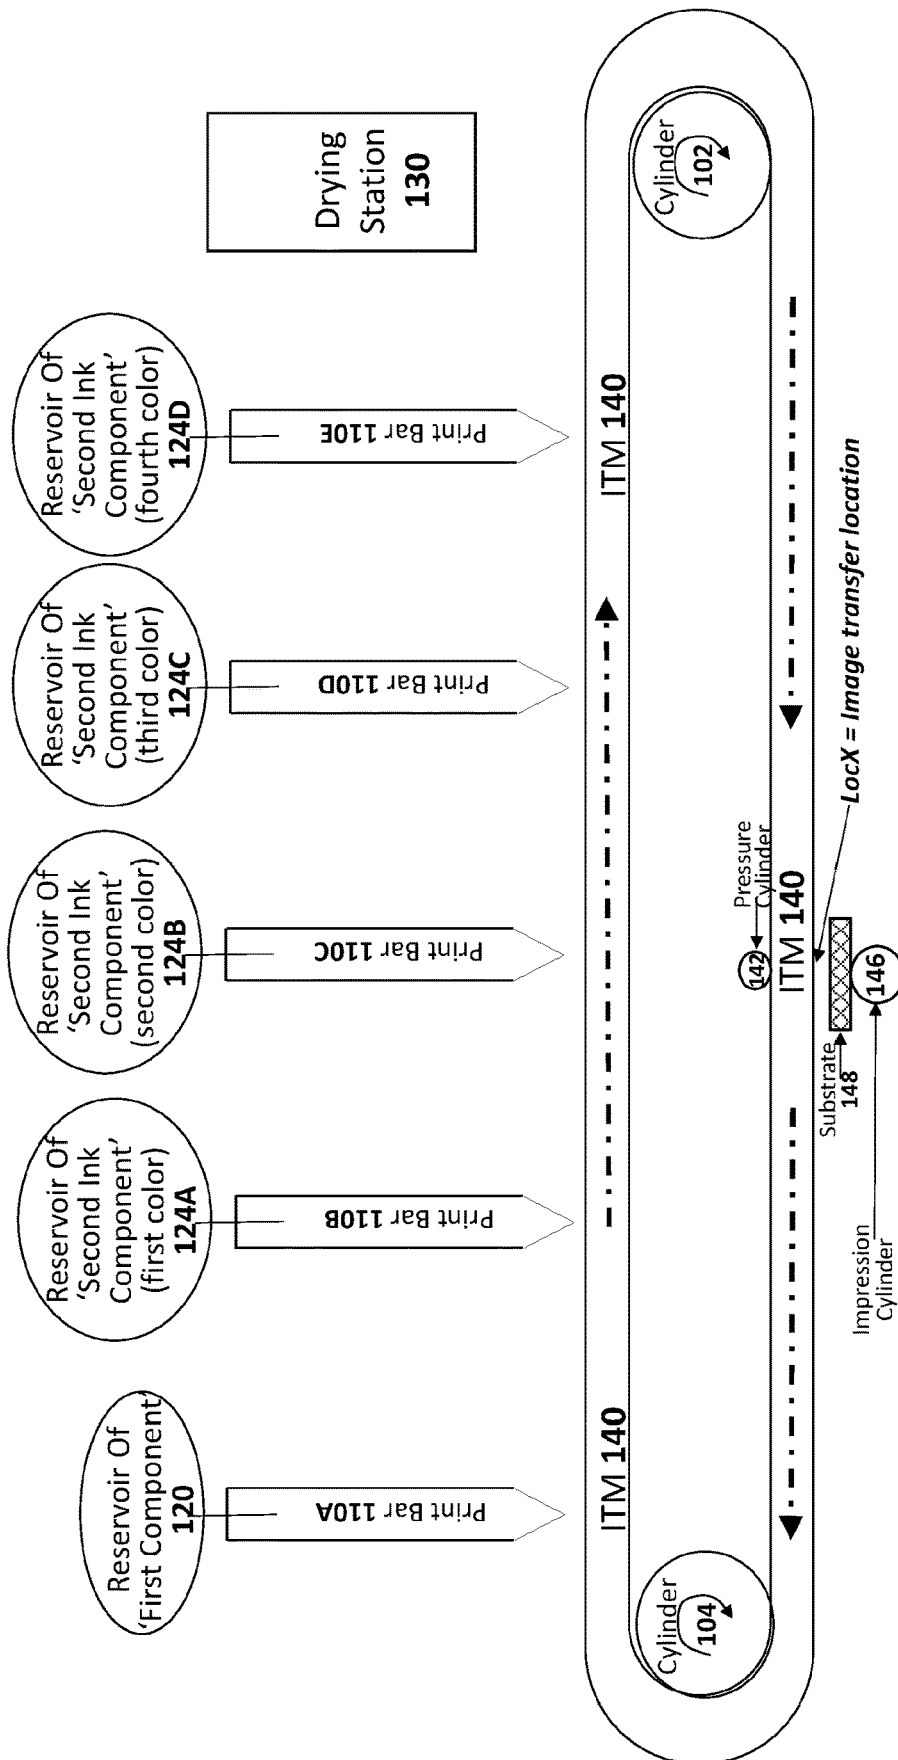 Reservoir Of
'First Component'
120
Reservoir Of
'Second Ink
Component'
(first color)
124A
Reservoir Of
'Second Ink
Component'
(second color)
124B
Reservoir Of
'Second Ink
Component'
(third color)
124C
Reservoir Of
'Second Ink
Component'
(fourth color)
124D
Drying
Station
130
Print Bar 110A
Print Bar 110B
Print Bar 110C
Print Bar 110D
Print Bar 110E
ITM 140
ITM 140
Cylinder
104
Cylinder
102
Pressure
Cylinder
142
ITM 140
LocX = Image transfer location
Substrate
148
146
Impression
Cylinder